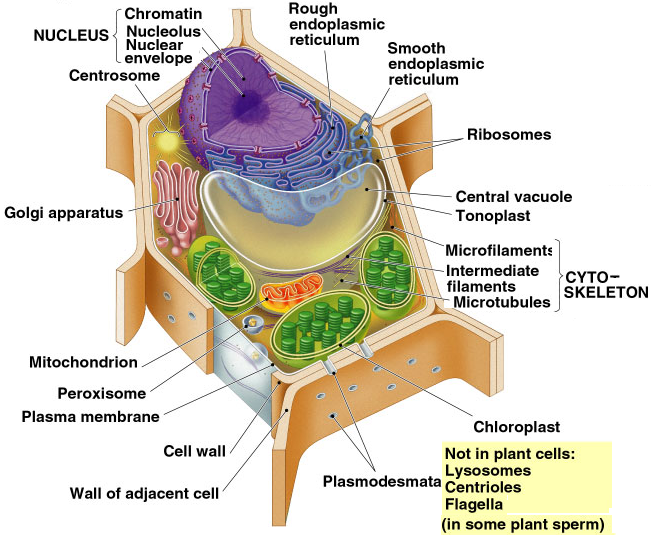 Chromatin
NUCLEUS
Nucleolus
Nuclear
envelope
Centrosome
Rough
endoplasmic
reticulum
Smooth
endoplasmic
reticulum
Ribosomes
Golgi apparatus
Central vacuole
Tonoplast
Microfilaments
Intermediate
filaments
Microtubules
CYTO-
SKELETON
Mitochondrion
Peroxisome
Plasma membrane
Cell wall
Wall of adjacent cell
Plasmodesmata
Chloroplast
Not in plant cells:
Lysosomes
Centrioles
Flagella
(in some plant sperm)